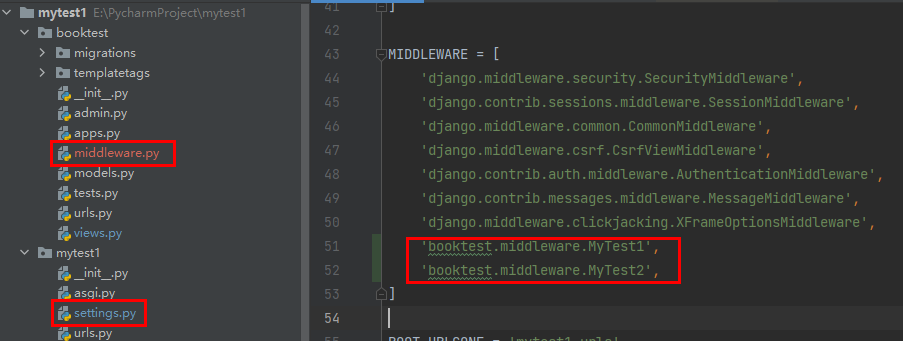 mytest1 E:\PycharmProject\mytest1
booktest
migrations
templatetags
__init__.py
admin.py
apps.py
middleware.py
models.py
tests.py
urls.py
views.py
mytest1
__init__.py
asgi.py
settings.py
urls.py
41 ]
42
43 MIDDLEWARE = [
44 'django.middleware.security.SecurityMiddleware',
45 'django.contrib.sessions.middleware.SessionMiddleware',
46 'django.middleware.common.CommonMiddleware',
47 'django.middleware.csrf.CsrfViewMiddleware',
48 'django.contrib.auth.middleware.AuthenticationMiddleware',
49 'django.contrib.messages.middleware.MessageMiddleware',
50 'django.middleware.clickjacking.XFrameOptionsMiddleware',
51 'booktest.middleware.MyTest1',
52 'booktest.middleware.MyTest2',
53 ]
54
55 ROOT_URLCONF = 'mytest1.urls'